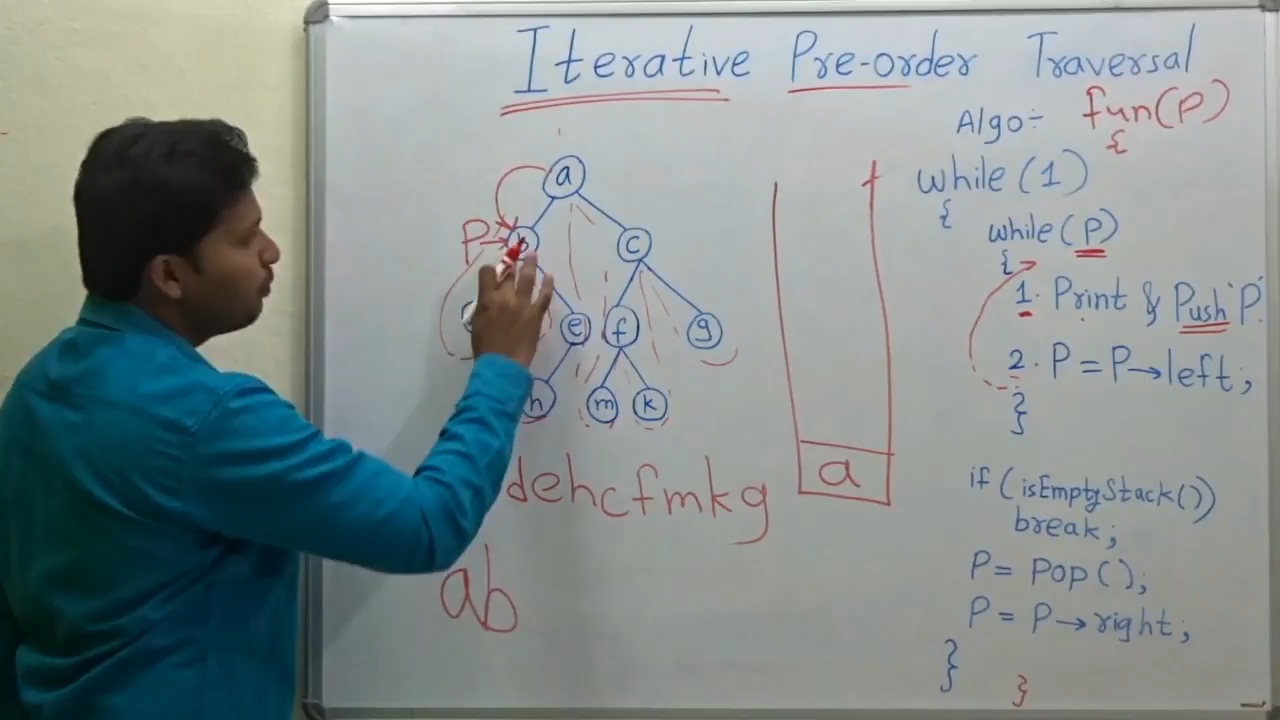 Iterative Pre-order Traversal
Algo:- fun(P)
{
while (1)
{
while (P)
{
1. Print & Push 'P'.
2. P = P→left;
}
if (isEmptyStack())
break;
P = POP();
P = P→right;
}
}
a
P→ b c
e f g
h m k
dehcfmkg
a
ab